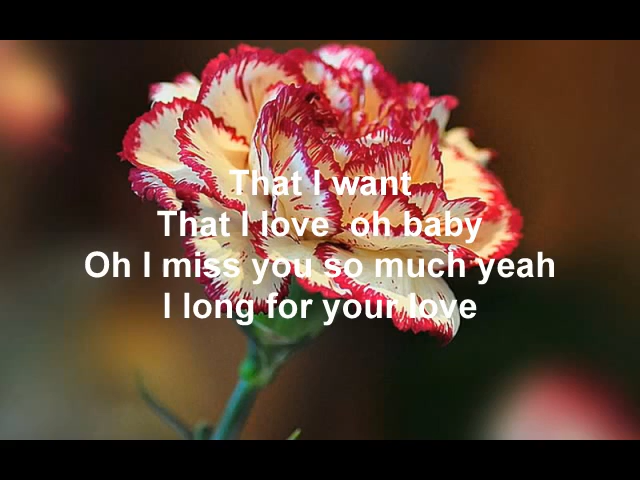 That I want
That I love  oh baby
Oh I miss you so much yeah
I long for your love